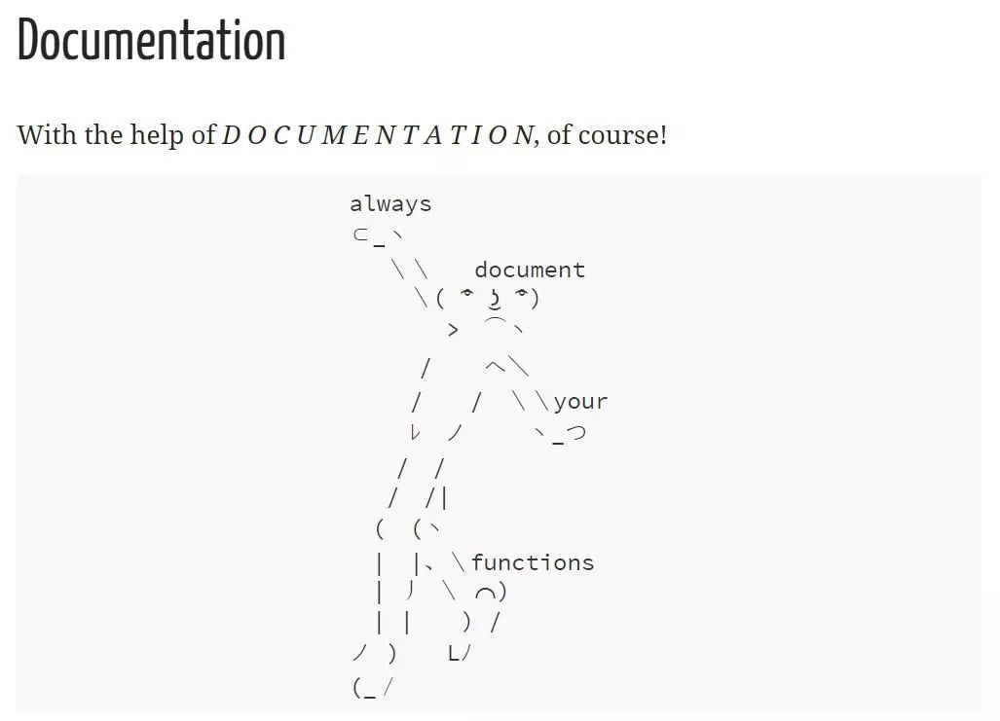 Documentation
With the help of D O C U M E N T A T I O N, of course!
always
⊂_ヽ
＼＼ document
＼( ͡° ͜ʖ ͡°)
> ⌒ヽ
/ へ＼
/ / ＼＼your
ﾚ ノ ヽ_つ
/ /
/ /|
( (ヽ
| |、＼functions
| 丿 ＼ ⌒)
| | ) /
ノ ) Lﾉ
(_／